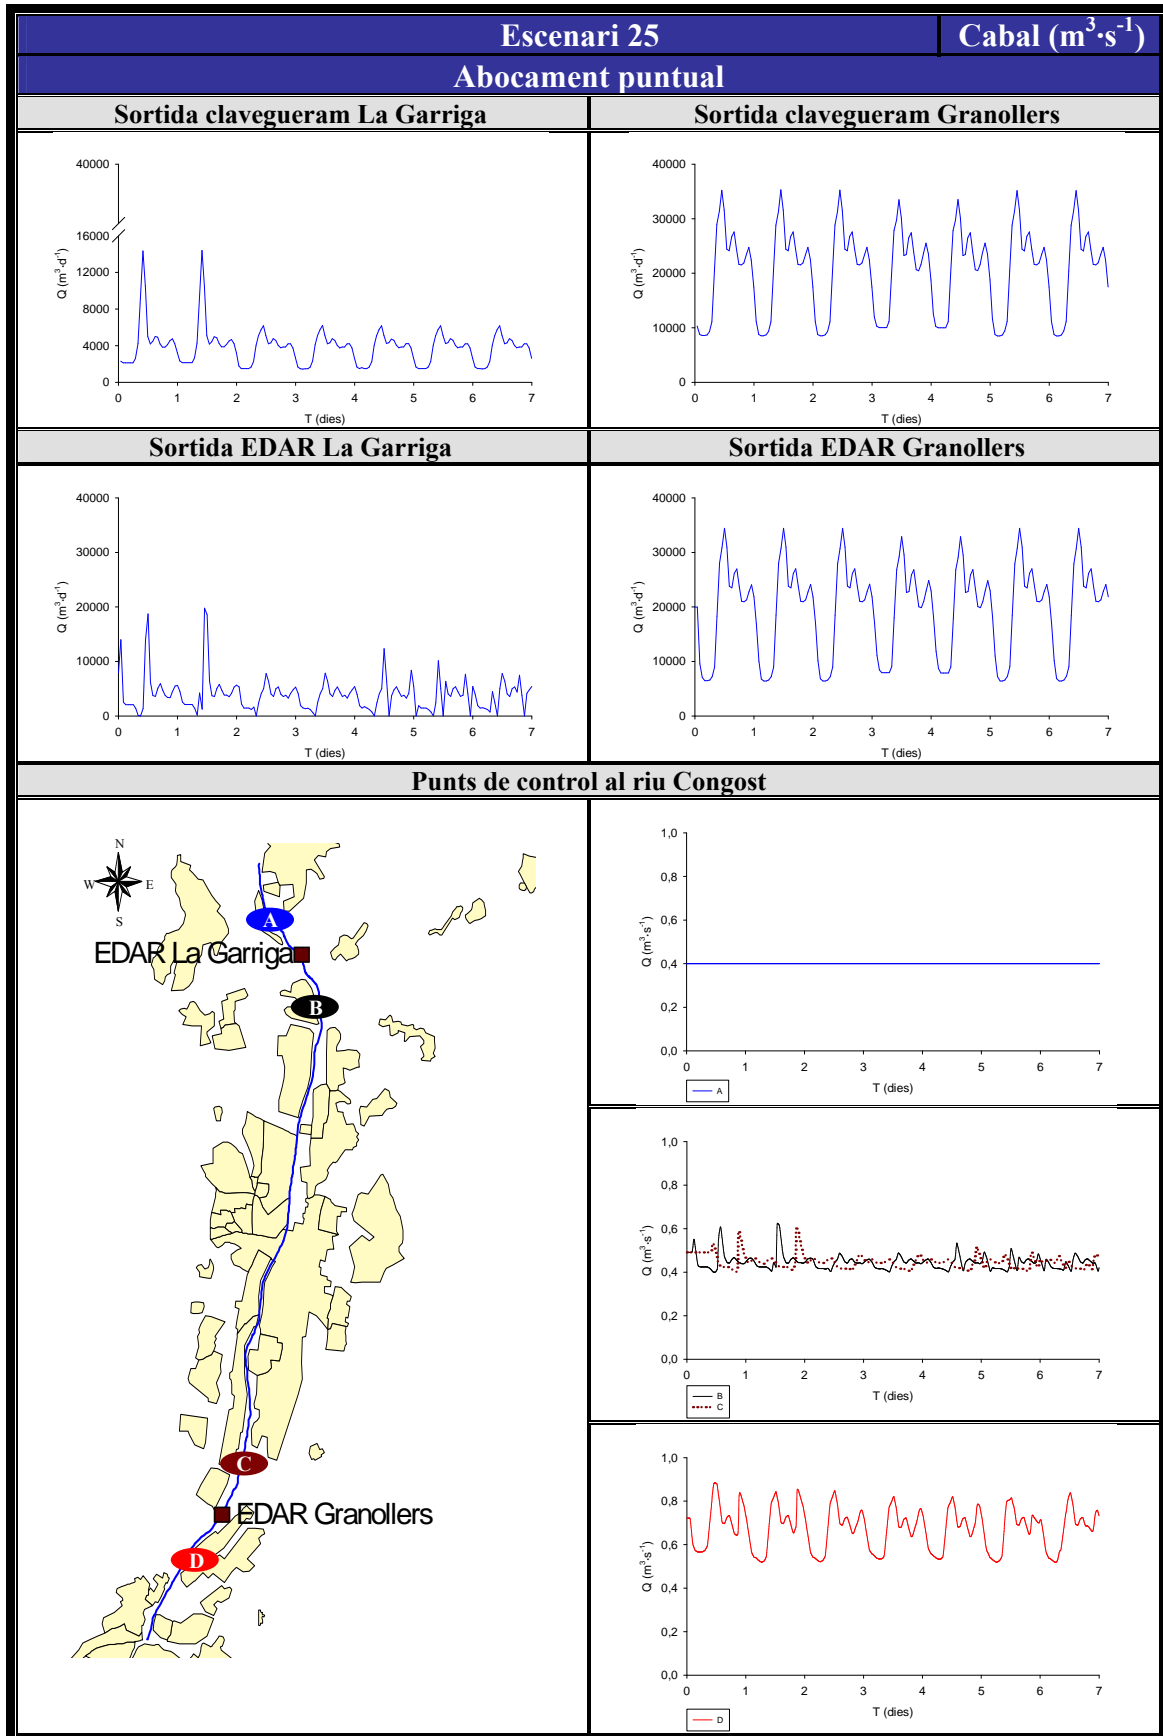 Escenari 25
Cabal (m³·s⁻¹)
Abocament puntual
Sortida clavegueram La Garriga
Sortida clavegueram Granollers
40000
16000
12000
8000
4000
0
Q (m³·d⁻¹)
0 1 2 3 4 5 6 7
T (dies)
40000
30000
20000
10000
0
Q (m³·d⁻¹)
0 1 2 3 4 5 6 7
T (dies)
Sortida EDAR La Garriga
Sortida EDAR Granollers
40000
30000
20000
10000
0
Q (m³·d⁻¹)
0 1 2 3 4 5 6 7
T (dies)
40000
30000
20000
10000
0
Q (m³·d⁻¹)
0 1 2 3 4 5 6 7
T (dies)
Punts de control al riu Congost
N
W E
S
A
EDAR La Garriga
B
C
EDAR Granollers
D
1,0
0,8
0,6
0,4
0,2
0,0
Q (m³·s⁻¹)
0 1 2 3 4 5 6 7
T (dies)
A
1,0
0,8
0,6
0,4
0,2
0,0
Q (m³·s⁻¹)
0 1 2 3 4 5 6 7
T (dies)
B
C
1,0
0,8
0,6
0,4
0,2
0,0
Q (m³·s⁻¹)
0 1 2 3 4 5 6 7
T (dies)
D